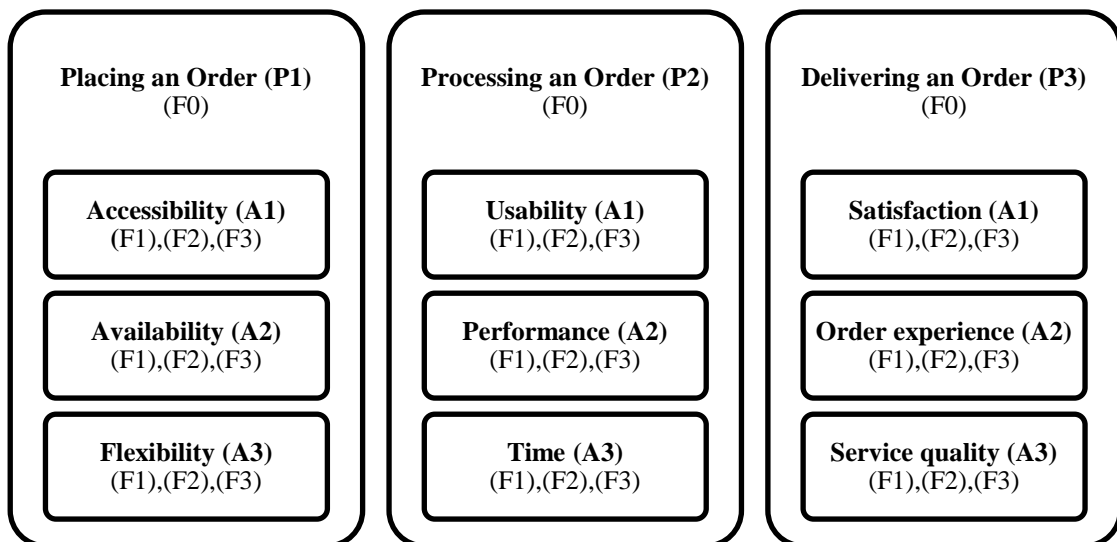 Placing an Order (P1)
(F0)
Accessibility (A1)
(F1),(F2),(F3)
Availability (A2)
(F1),(F2),(F3)
Flexibility (A3)
(F1),(F2),(F3)
Processing an Order (P2)
(F0)
Usability (A1)
(F1),(F2),(F3)
Performance (A2)
(F1),(F2),(F3)
Time (A3)
(F1),(F2),(F3)
Delivering an Order (P3)
(F0)
Satisfaction (A1)
(F1),(F2),(F3)
Order experience (A2)
(F1),(F2),(F3)
Service quality (A3)
(F1),(F2),(F3)